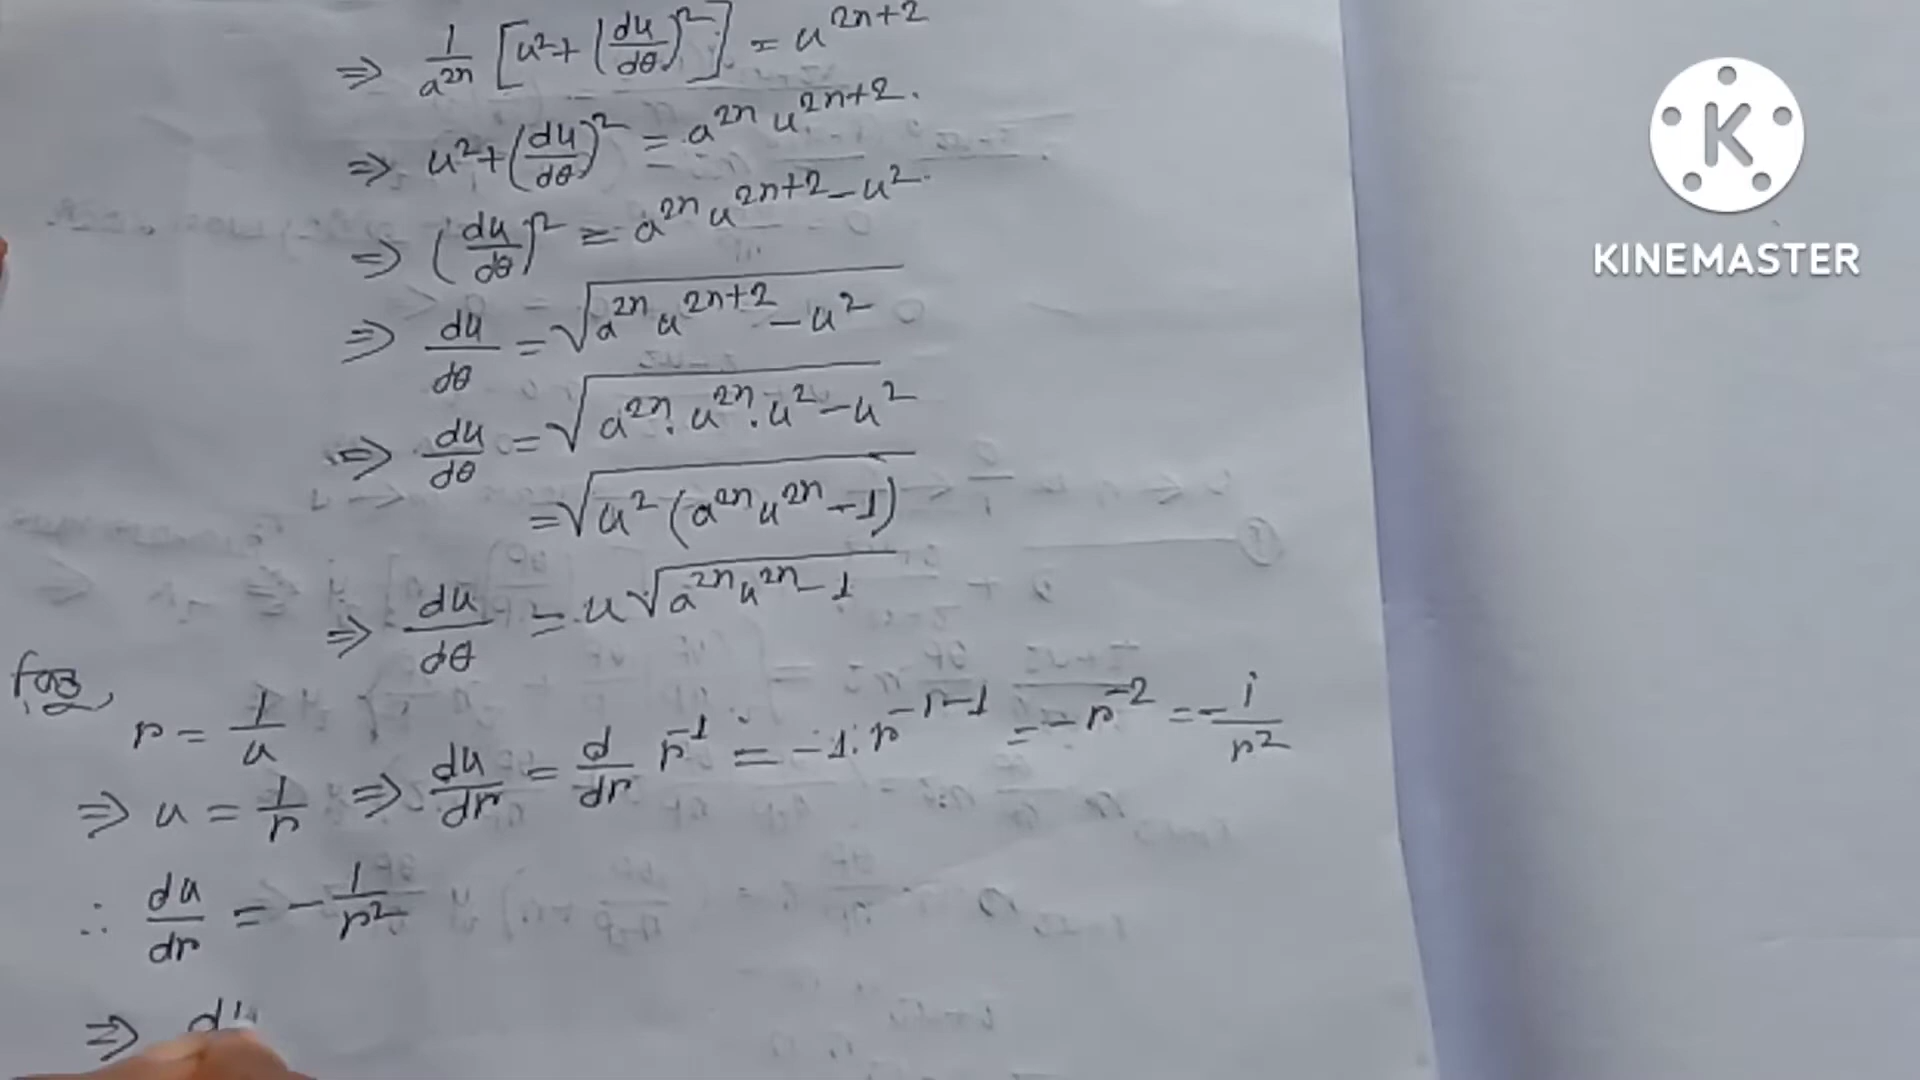 ⇒ 1/a^{2n} [u² + (du/dθ)²] = u^{2n+2}
⇒ u² + (du/dθ)² = a^{2n} u^{2n+2}.
⇒ (du/dθ)² = a^{2n} u^{2n+2} - u².
⇒ du/dθ = √(a^{2n} u^{2n+2} - u²)
⇒ du/dθ = √(a^{2n}. u^{2n}. u² - u²)
= √(u² (a^{2n} u^{2n} - 1))
⇒ du/dθ = u √(a^{2n} u^{2n} - 1)
For,
r = 1/u
⇒ u = 1/r ⇒ du/dr = d/dr r^{-1} = -1. r^{-1-1} = -r^{-2} = -1/r²
∴ du/dr = -1/r²
⇒ du
KINEMASTER